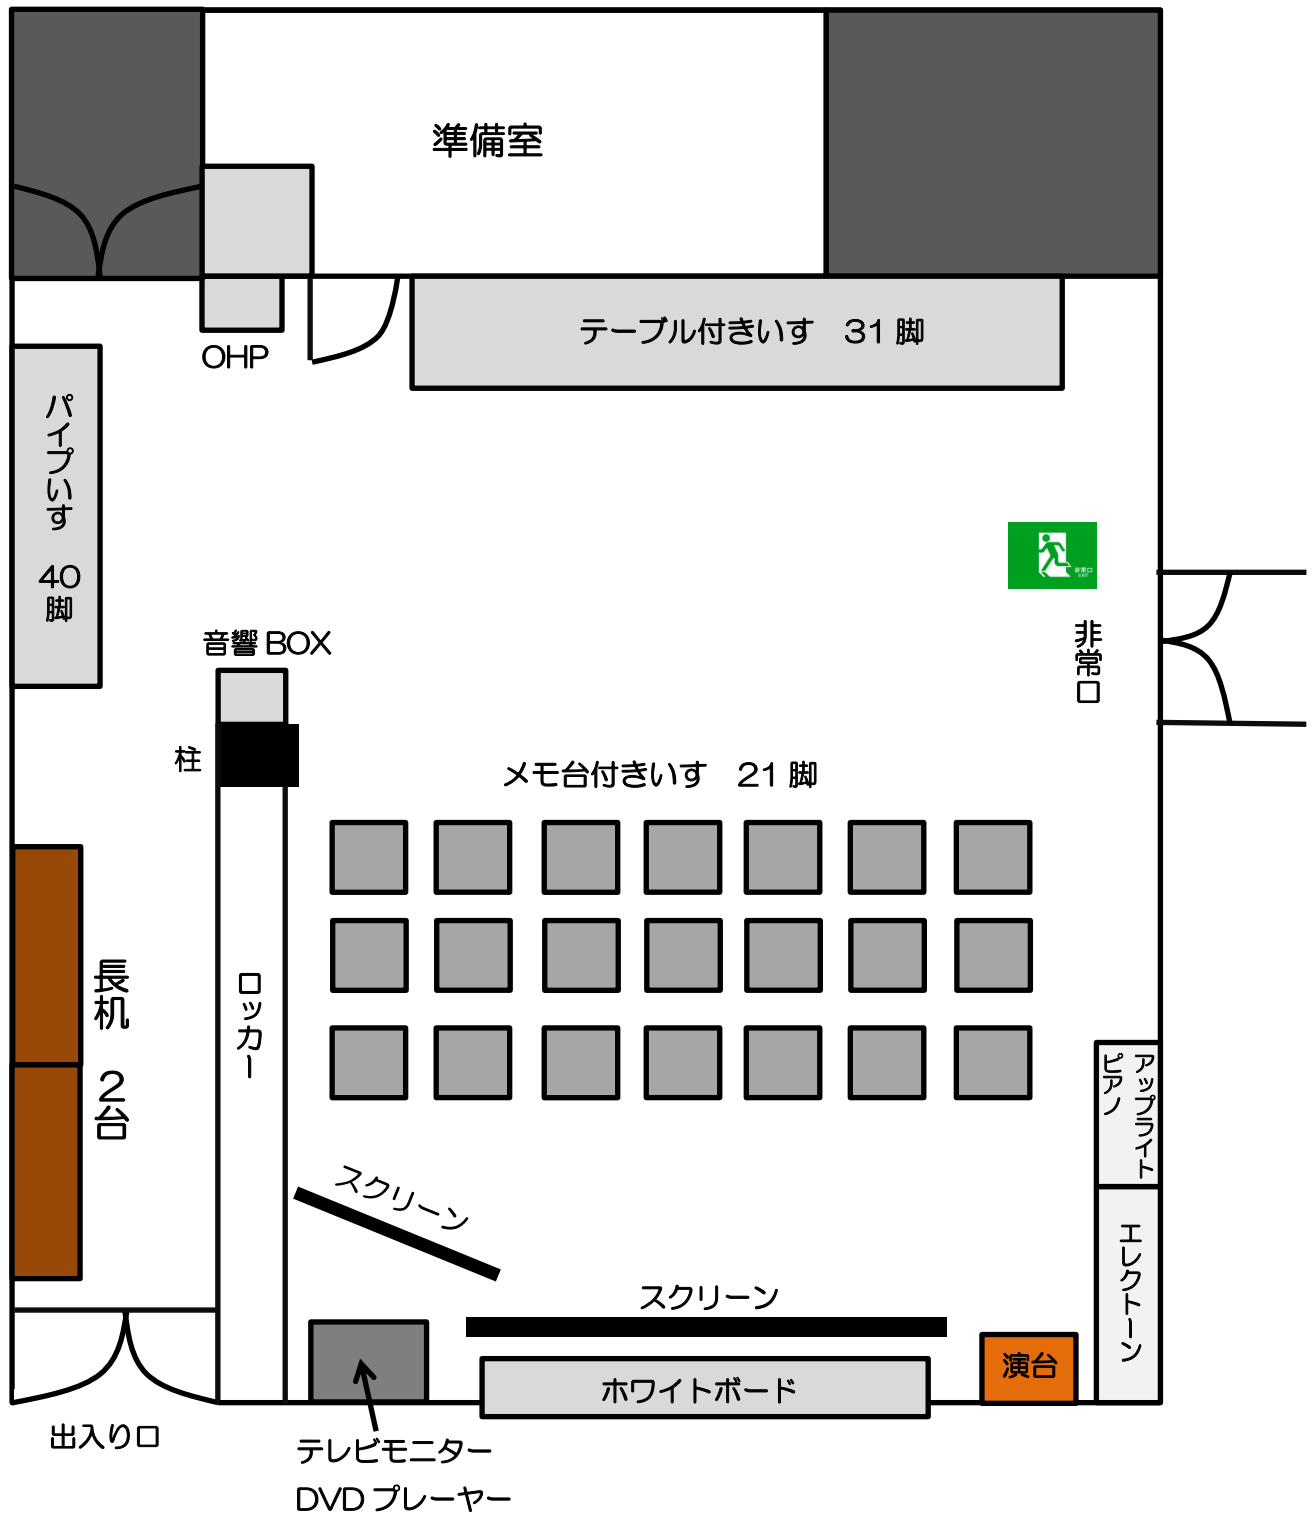 準備室
OHP
テーブル付きいす　31 脚
パイプいす　40
脚
非常口
EXIT
非常口
音響 BOX
柱
メモ台付きいす　21 脚
長机　2台
ロッカー
アップライト
ピアノ
エレクトーン
スクリーン
スクリーン
演台
ホワイトボード
出入り口
テレビモニター
DVD プレーヤー